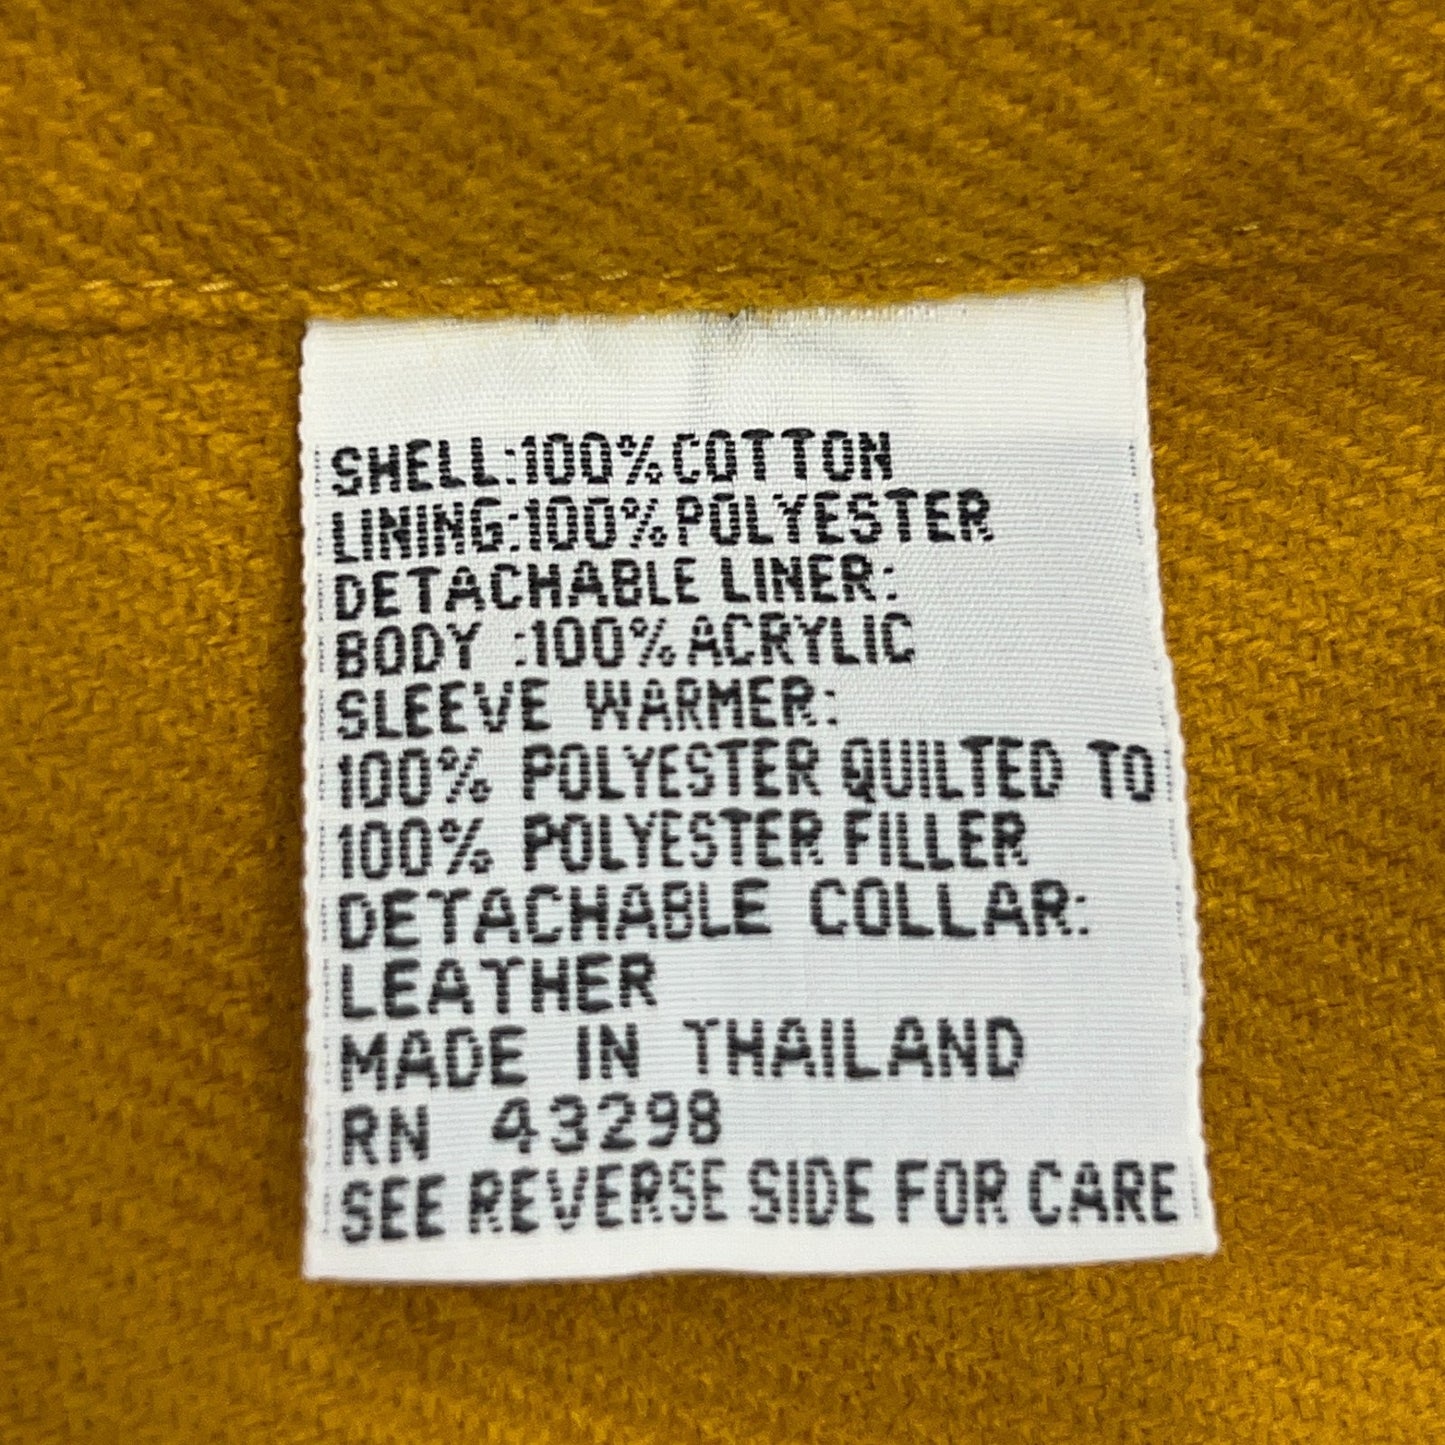 SHELL:100% COTTON
LINING:100% POLYESTER
DETACHABLE LINER:
BODY :100% ACRYLIC
SLEEVE WARMER:
100% POLYESTER QUILTED TO
100% POLYESTER FILLER
DETACHABLE COLLAR:
LEATHER
MADE IN THAILAND
RN 43298
SEE REVERSE SIDE FOR CARE